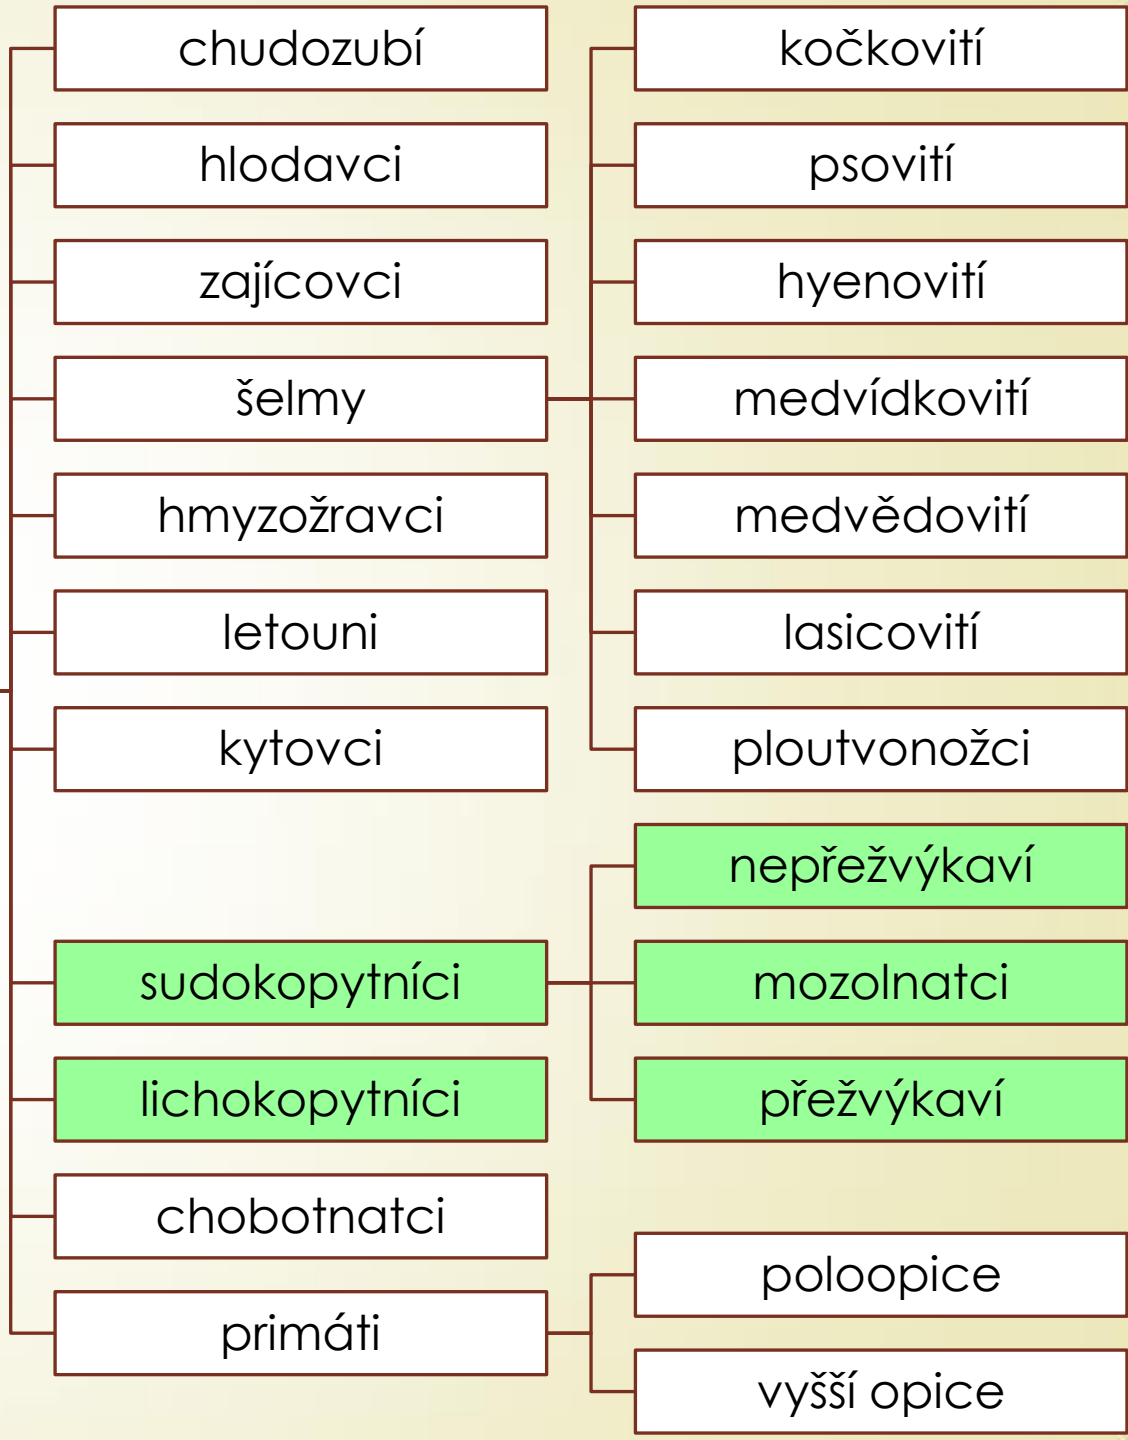 chudozubí
hlodavci
zajícovci
šelmy
hmyzožravci
letouni
kytovci
sudokopytníci
lichokopytníci
chobotnatci
primáti
kočkovití
psovití
hyenovití
medvídkovití
medvědovití
lasicovití
ploutvonožci
nepřežvýkaví
mozolnatci
přežvýkaví
poloopice
vyšší opice